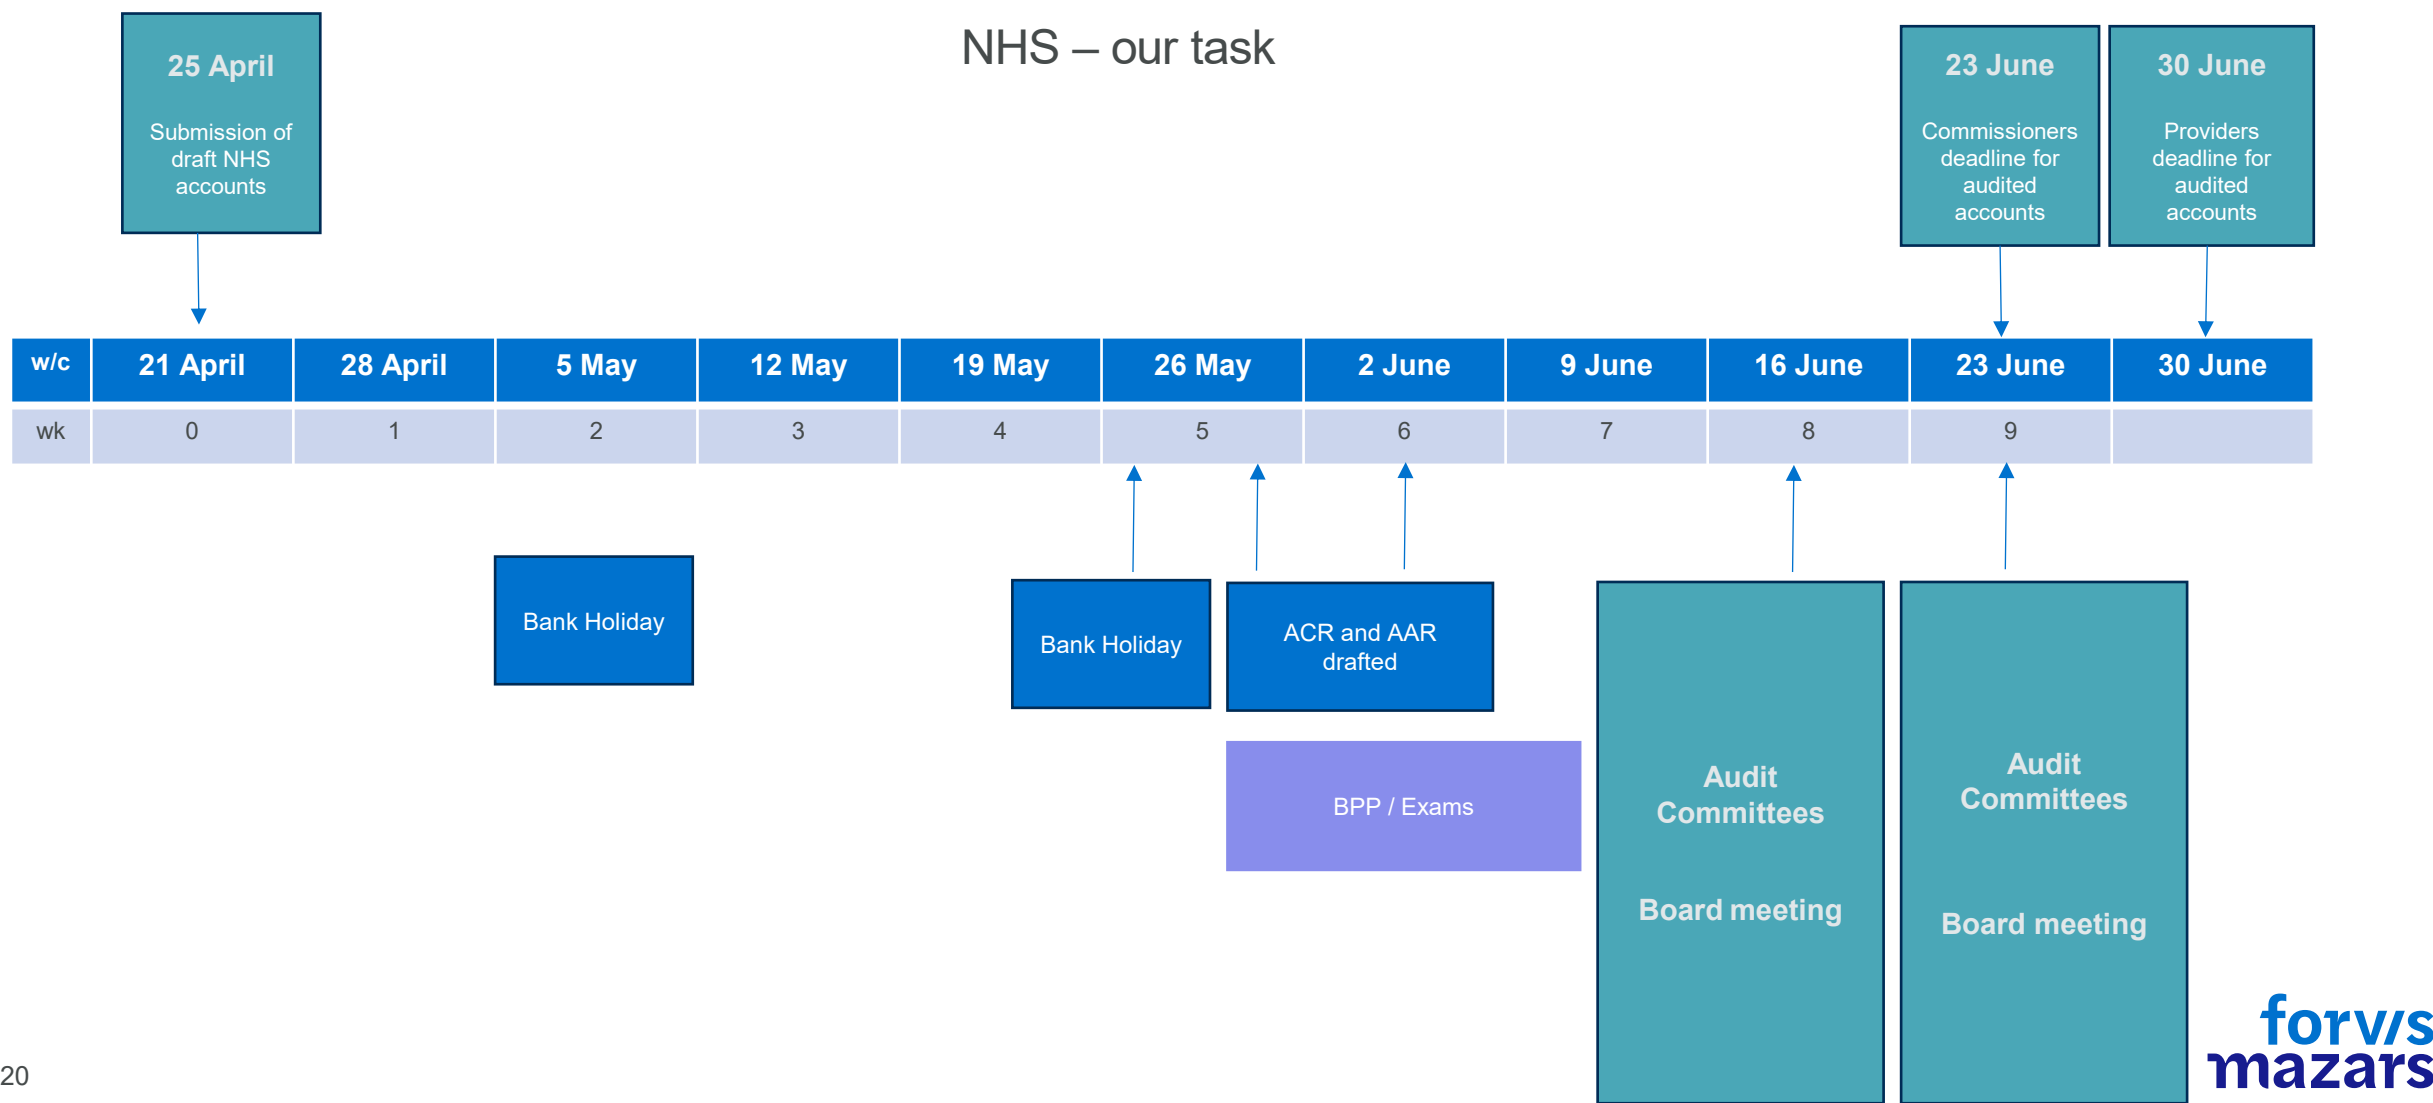 NHS – our task
25 April
Submission of
draft NHS
accounts
23 June
Commissioners
deadline for
audited
accounts
30 June
Providers
deadline for
audited
accounts
w/c 21 April 28 April 5 May 12 May 19 May 26 May 2 June 9 June 16 June 23 June 30 June
wk 0 1 2 3 4 5 6 7 8 9
Bank Holiday
Bank Holiday
ACR and AAR
drafted
BPP / Exams
Audit
Committees
Board meeting
Audit
Committees
Board meeting
20
forvis
mazars